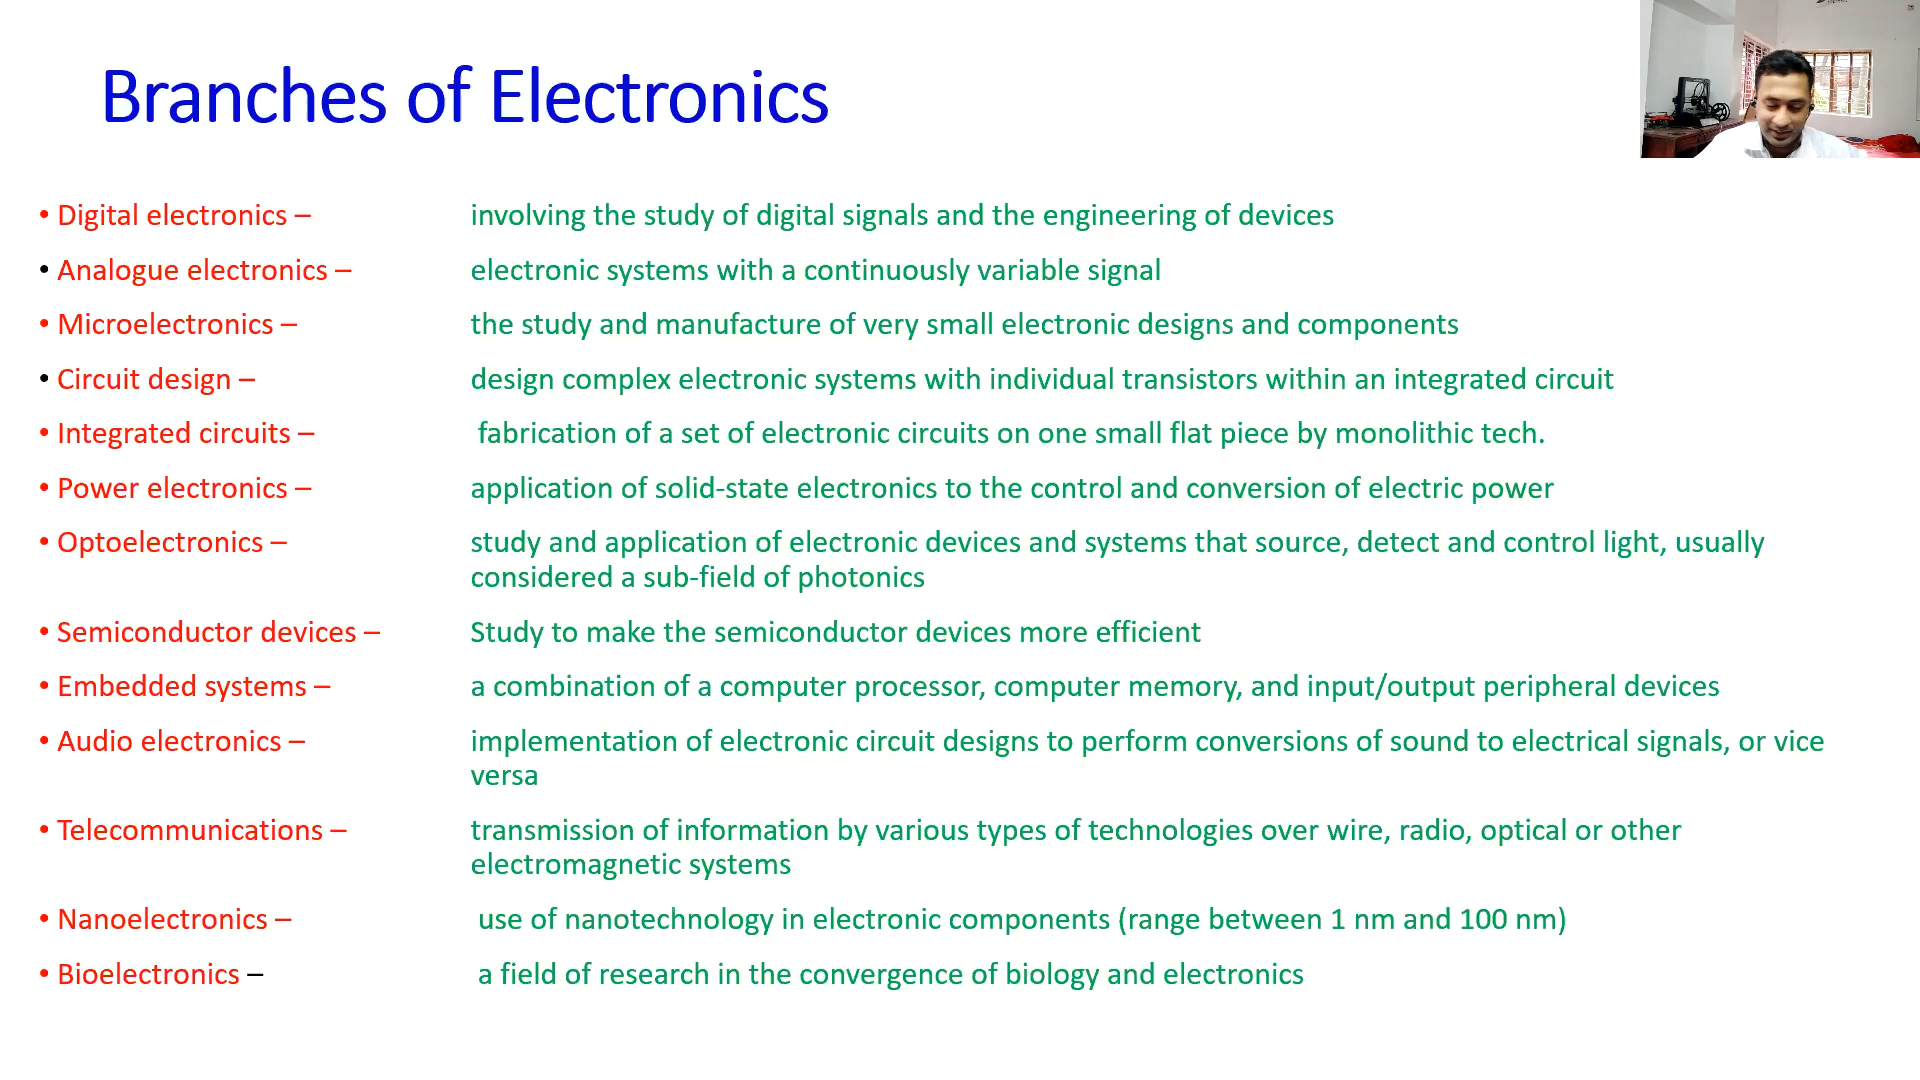 Branches of Electronics
• Digital electronics – involving the study of digital signals and the engineering of devices
• Analogue electronics – electronic systems with a continuously variable signal
• Microelectronics – the study and manufacture of very small electronic designs and components
• Circuit design – design complex electronic systems with individual transistors within an integrated circuit
• Integrated circuits – fabrication of a set of electronic circuits on one small flat piece by monolithic tech.
• Power electronics – application of solid-state electronics to the control and conversion of electric power
• Optoelectronics – study and application of electronic devices and systems that source, detect and control light, usually
considered a sub-field of photonics
• Semiconductor devices – Study to make the semiconductor devices more efficient
• Embedded systems – a combination of a computer processor, computer memory, and input/output peripheral devices
• Audio electronics – implementation of electronic circuit designs to perform conversions of sound to electrical signals, or vice
versa
• Telecommunications – transmission of information by various types of technologies over wire, radio, optical or other
electromagnetic systems
• Nanoelectronics – use of nanotechnology in electronic components (range between 1 nm and 100 nm)
• Bioelectronics – a field of research in the convergence of biology and electronics